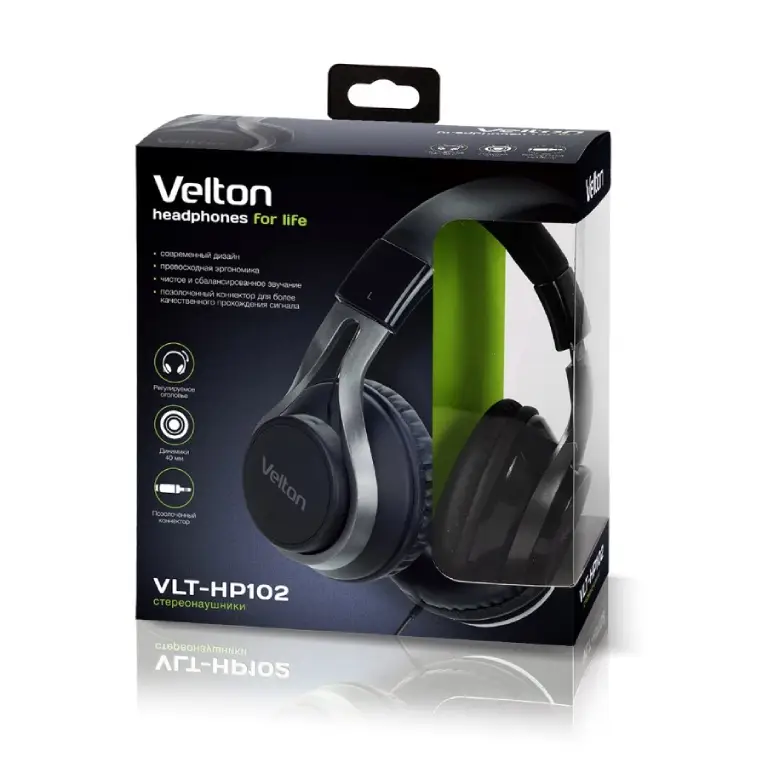 Velton
Velton
Velton
headphones for life
• современный дизайн
• превосходная эргономика
• чистое и сбалансированное звучание
• позолоченный коннектор для более
качественного прохождения сигнала
L
Регулируемое
оголовье
Динамики
40 мм
Позолоченный
коннектор
Velton
VLT-HP102
стереонаушники
VLT-HP102